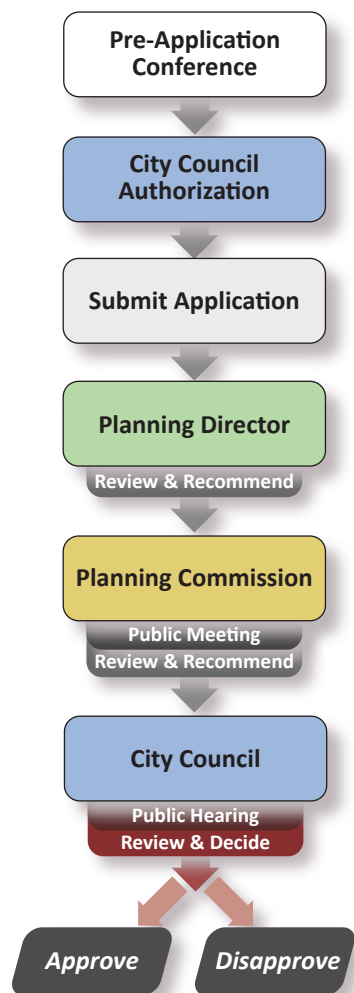 Pre-Application
Conference
City Council
Authorization
Submit Application
Planning Director
Review & Recommend
Planning Commission
Public Meeting
Review & Recommend
City Council
Public Hearing
Review & Decide
Approve
Disapprove